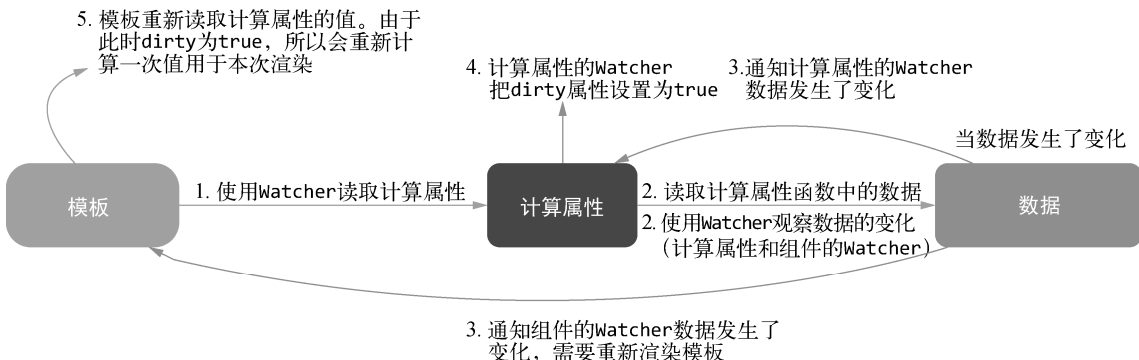 5. 模板重新读取计算属性的值。由于
此时dirty为true，所以会重新计
算一次值用于本次渲染
4. 计算属性的Watcher
把dirty属性设置为true
3.通知计算属性的Watcher
数据发生了变化
当数据发生了变化
模板
1. 使用Watcher读取计算属性
计算属性
2. 读取计算属性函数中的数据
2. 使用Watcher观察数据的变化
（计算属性和组件的Watcher）
数据
3. 通知组件的Watcher数据发生了
变化，需要重新渲染模板